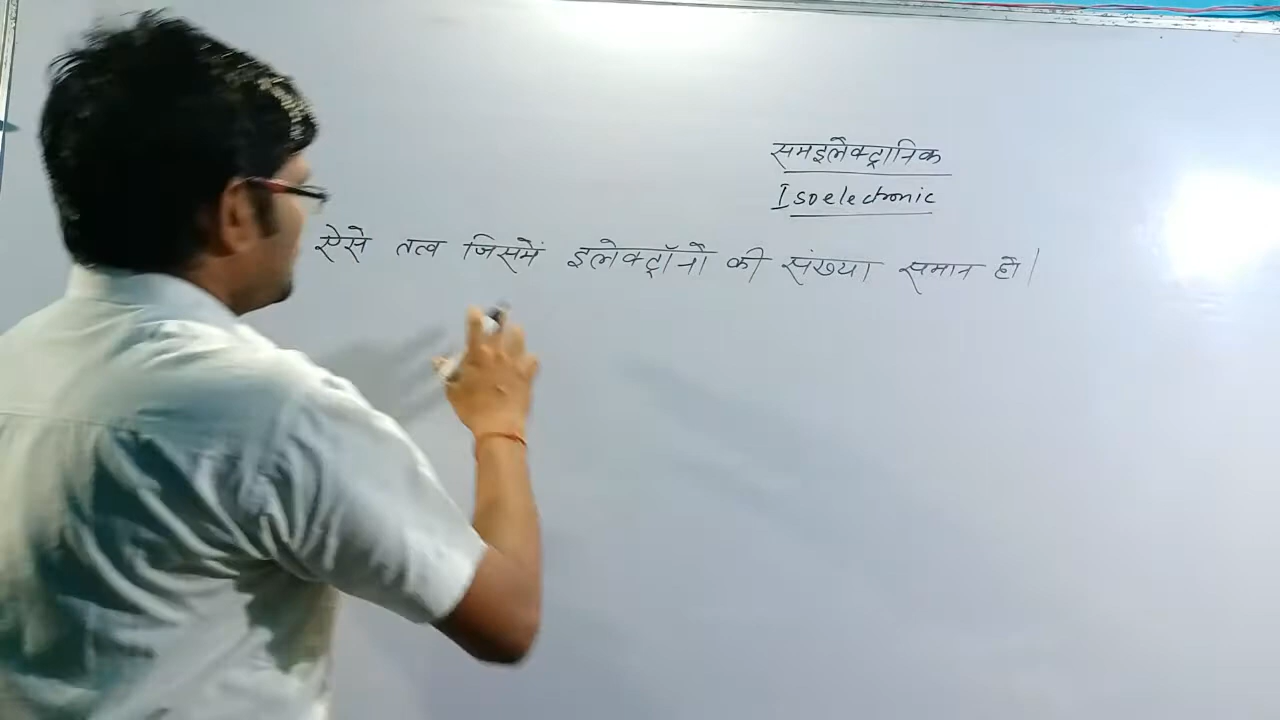 समइलैक्ट्रानिक
Isoelectronic
ऐसे तत्व जिसमें इलेक्ट्रॉनों की संख्या समान हो।